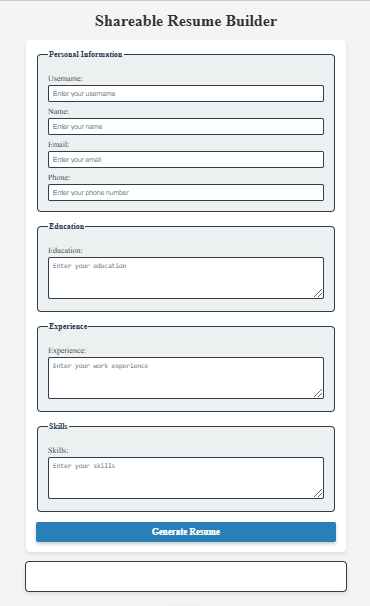 Shareable Resume Builder
Personal Information
Username:
Enter your username
Name:
Enter your name
Email:
Enter your email
Phone:
Enter your phone number
Education
Education:
Enter your education
Experience
Experience:
Enter your work experience
Skills
Skills:
Enter your skills
Generate Resume